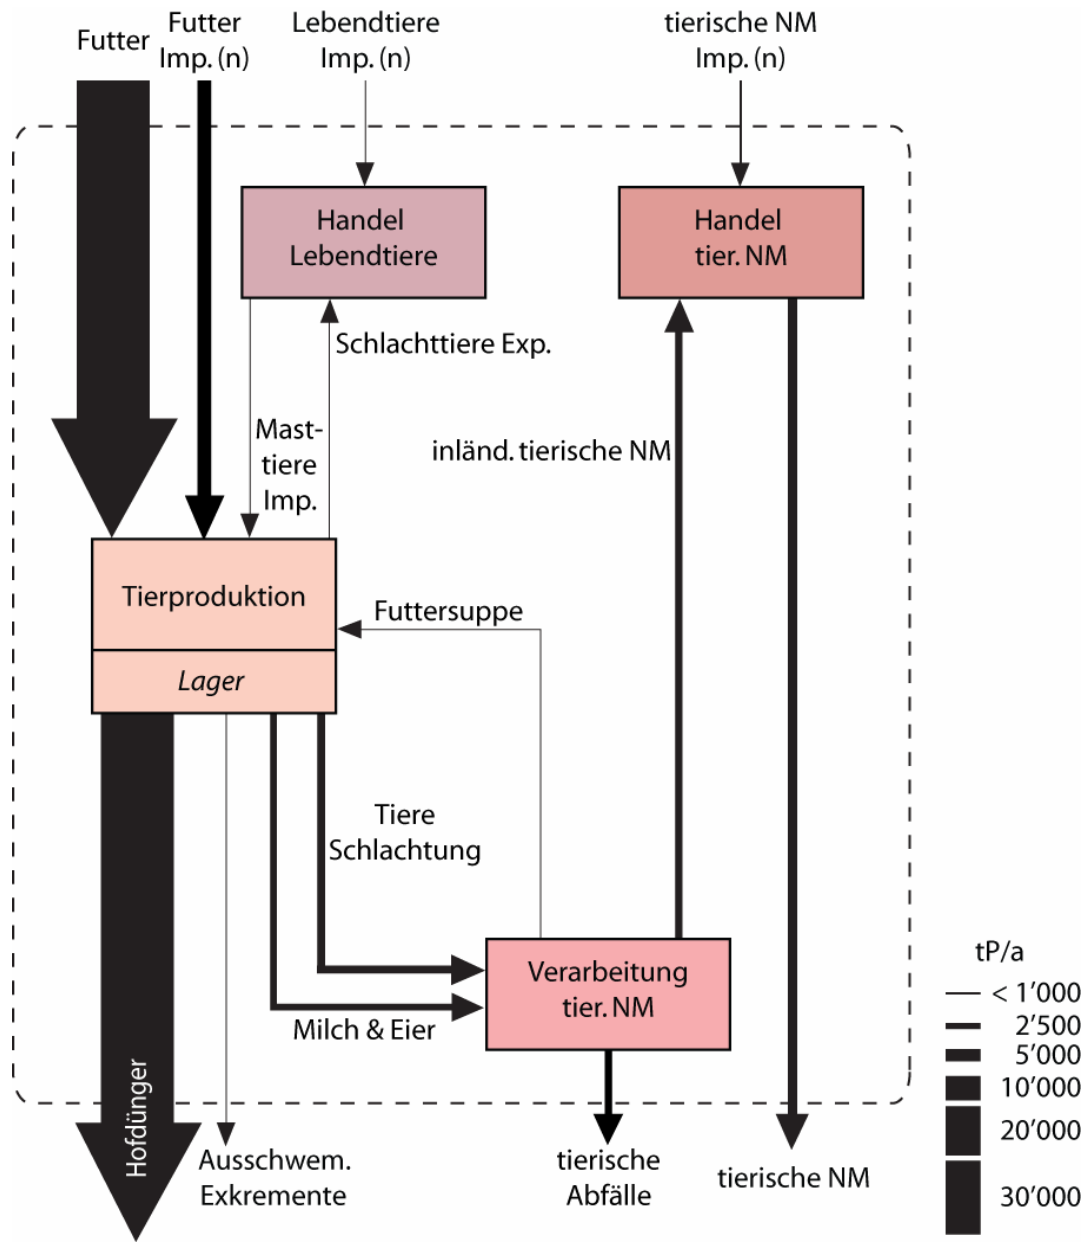 Futter
Futter
Imp. (n)
Lebendtiere
Imp. (n)
tierische NM
Imp. (n)
Handel
Lebendtiere
Handel
tier. NM
Schlachttiere Exp.
Mast-
tiere
Imp.
inländ. tierische NM
Tierproduktion
Lager
Futtersuppe
Tiere
Schlachtung
Verarbeitung
tier. NM
Milch & Eier
Hofdünger
Ausschwem.
Exkremente
tierische
Abfälle
tierische NM
tP/a
< 1’000
2’500
5’000
10’000
20’000
30’000